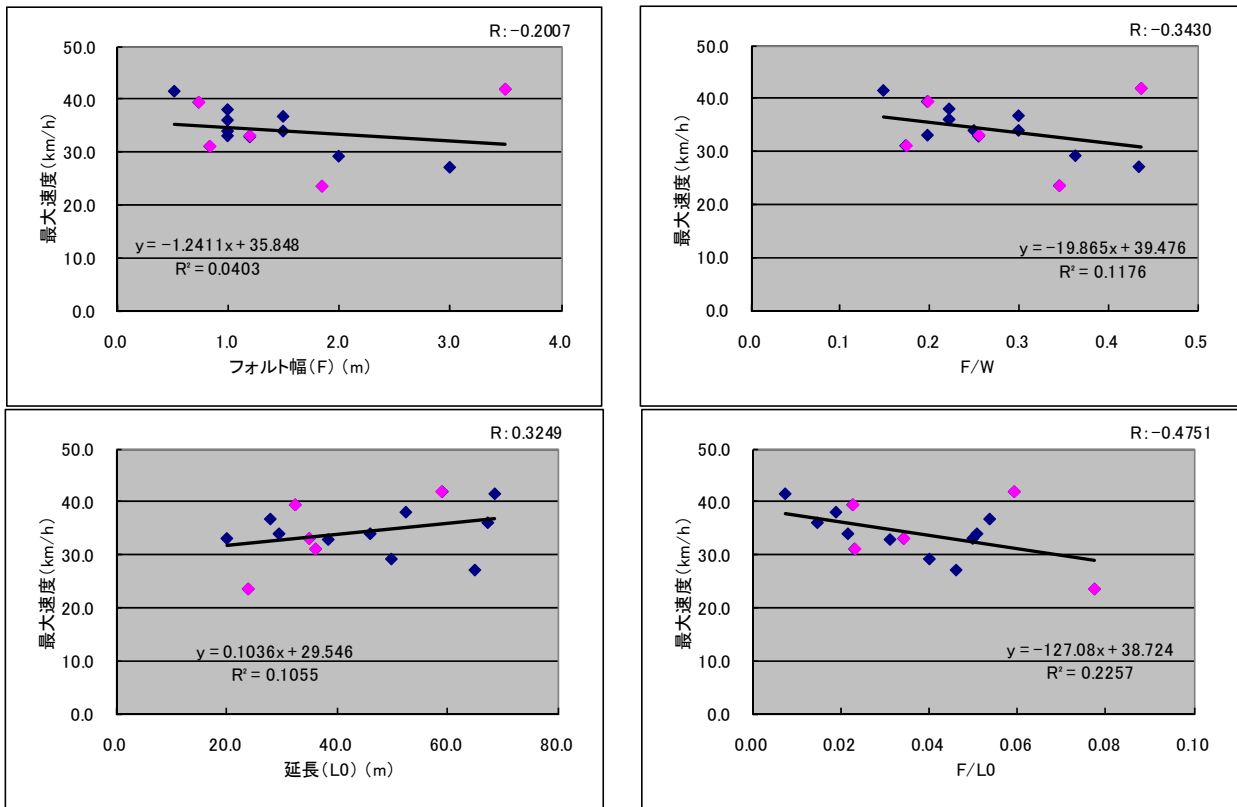 R:-0.2007
50.0
40.0
30.0
20.0
10.0
0.0
最大速度(km/h)
y = -1.2411x + 35.848
R² = 0.0403
0.0 1.0 2.0 3.0 4.0
フォルト幅(F) (m)
R:-0.3430
50.0
40.0
30.0
20.0
10.0
0.0
最大速度(km/h)
y = -19.865x + 39.476
R² = 0.1176
0.0 0.1 0.2 0.3 0.4 0.5
F/W
R:0.3249
50.0
40.0
30.0
20.0
10.0
0.0
最大速度(km/h)
y = 0.1036x + 29.546
R² = 0.1055
0.0 20.0 40.0 60.0 80.0
延長(L0) (m)
R:-0.4751
50.0
40.0
30.0
20.0
10.0
0.0
最大速度(km/h)
y = -127.08x + 38.724
R² = 0.2257
0.00 0.02 0.04 0.06 0.08 0.10
F/L0